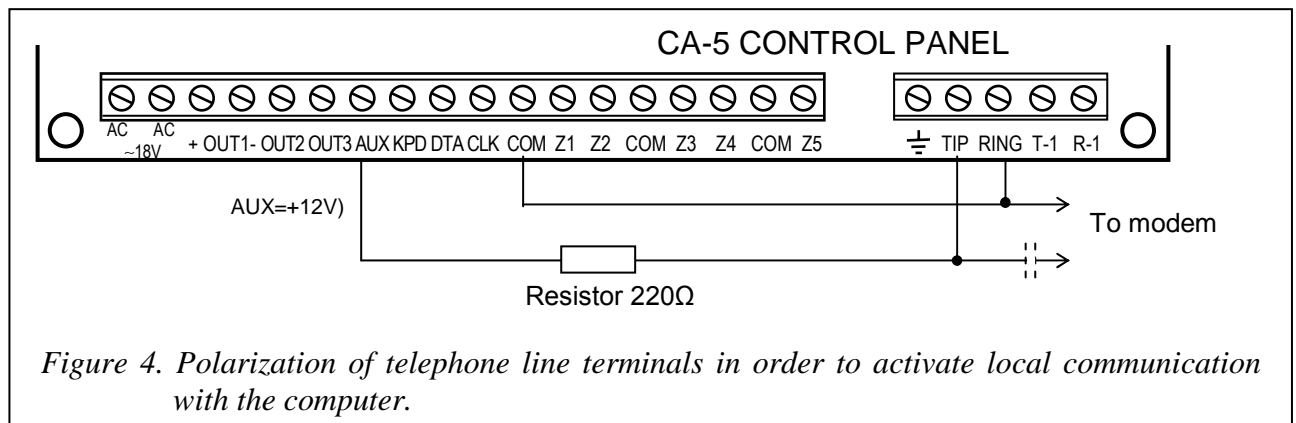 CA-5 CONTROL PANEL
AC AC
~18V
+ OUT1- OUT2 OUT3 AUX KPD DTA CLK COM Z1 Z2 COM Z3 Z4 COM Z5 TIP RING T-1 R-1
AUX=+12V)
To modem
Resistor 220Ω
Figure 4. Polarization of telephone line terminals in order to activate local communication
with the computer.